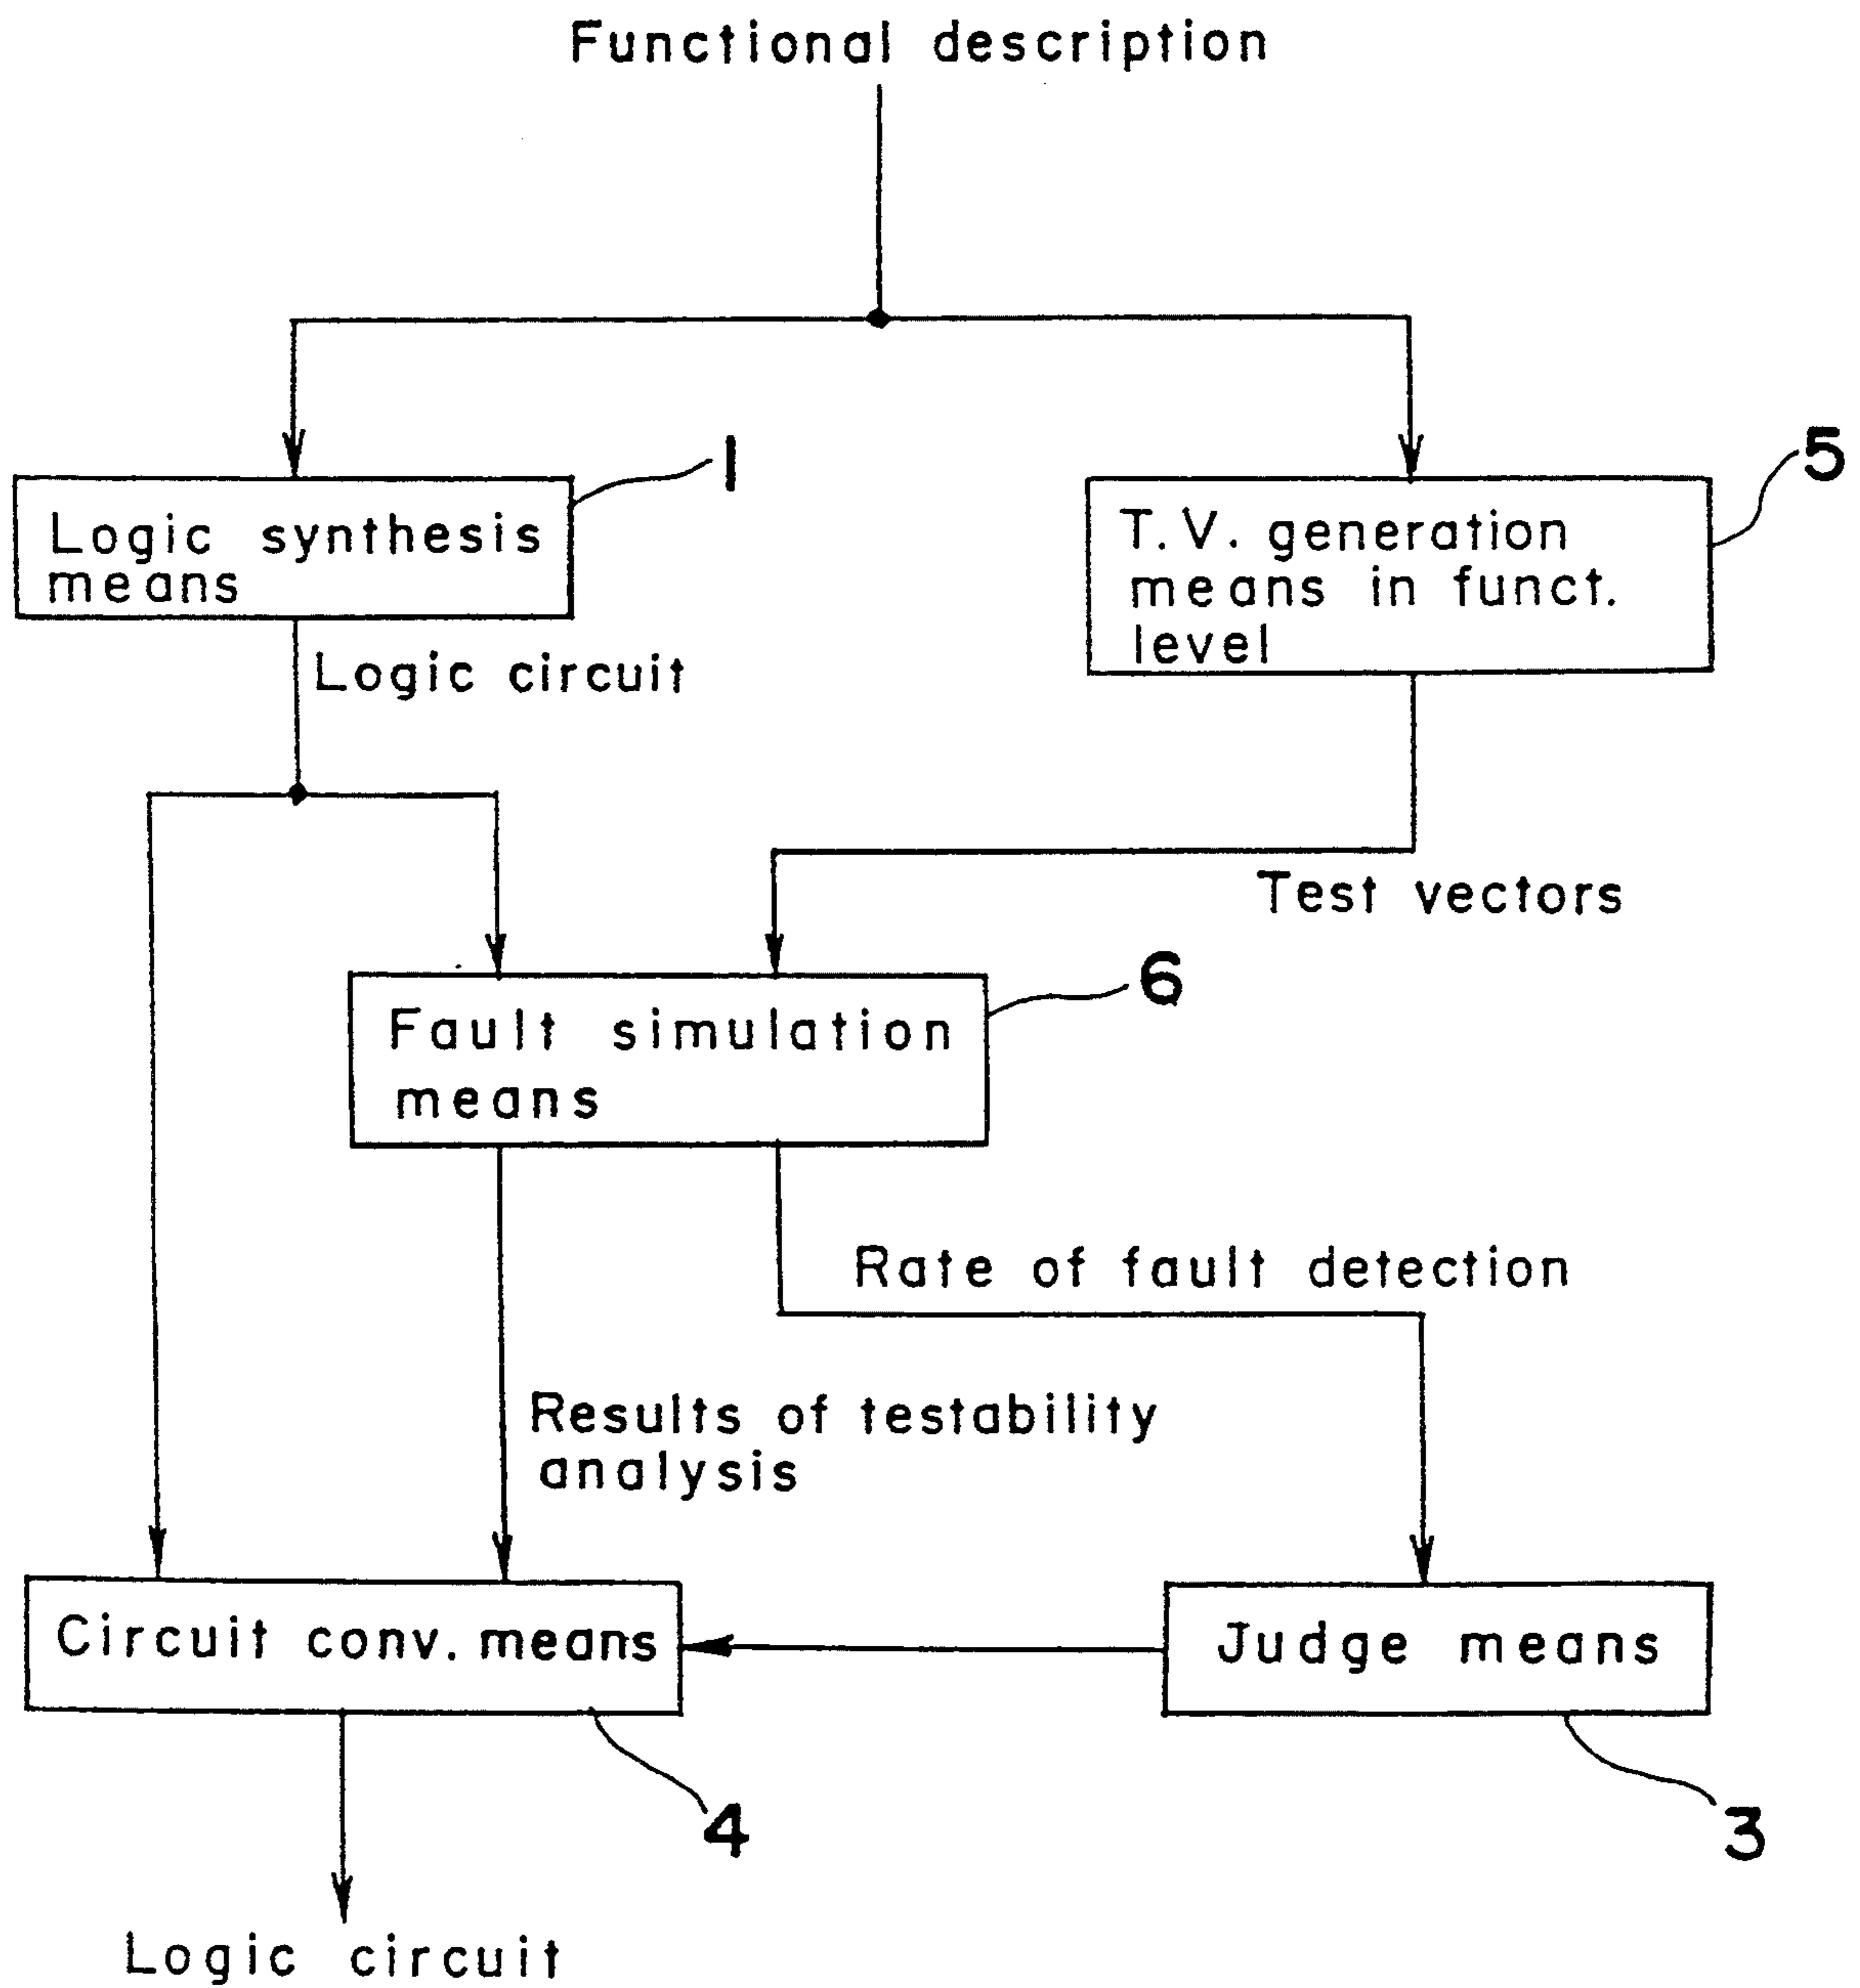 Functional description
1
5
Logic synthesis
means
T.V. generation
means in funct.
level
Logic circuit
Test vectors
6
Fault simulation
means
Rate of fault detection
Results of testability
analysis
Circuit conv. means
Judge means
4
3
Logic circuit